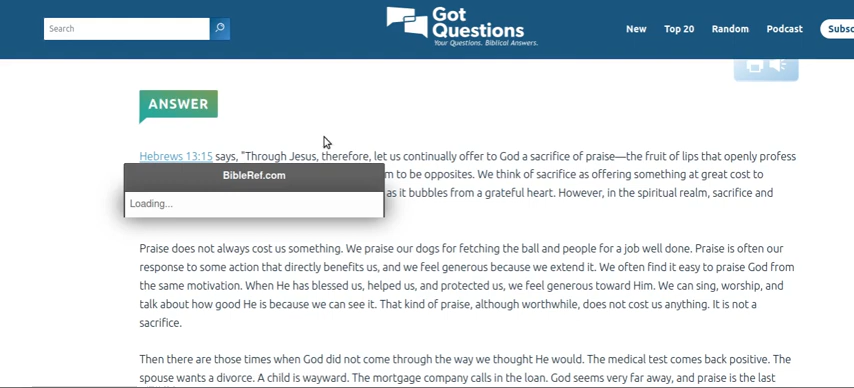 Search
Got
Questions
Your Questions. Biblical Answers.
New Top 20 Random Podcast Subsc
ANSWER
Hebrews 13:15 says, "Through Jesus, therefore, let us continually offer to God a sacrifice of praise—the fruit of lips that openly profess
m to be opposites. We think of sacrifice as offering something at great cost to
as it bubbles from a grateful heart. However, in the spiritual realm, sacrifice and
BibleRef.com
Loading...
Praise does not always cost us something. We praise our dogs for fetching the ball and people for a job well done. Praise is often our
response to some action that directly benefits us, and we feel generous because we extend it. We often find it easy to praise God from
the same motivation. When He has blessed us, helped us, and protected us, we feel generous toward Him. We can sing, worship, and
talk about how good He is because we can see it. That kind of praise, although worthwhile, does not cost us anything. It is not a
sacrifice.
Then there are those times when God did not come through the way we thought He would. The medical test comes back positive. The
spouse wants a divorce. A child is wayward. The mortgage company calls in the loan. God seems very far away, and praise is the last